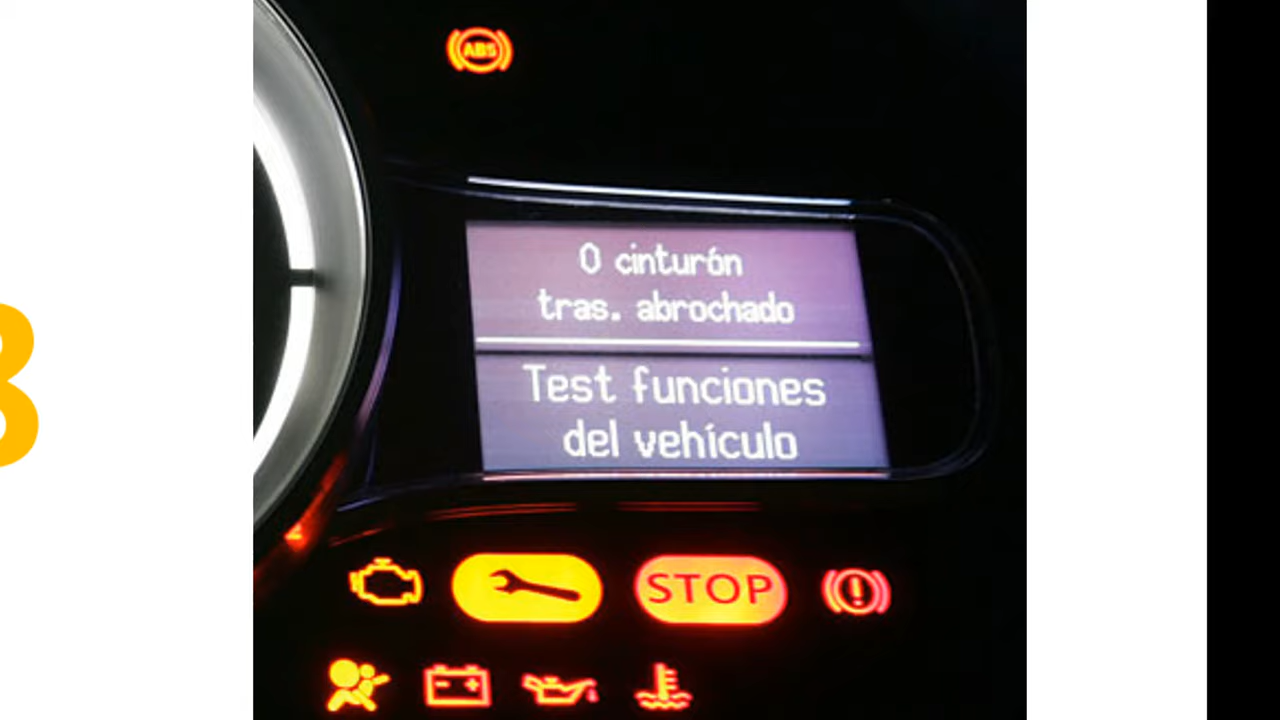 ABS
0 cinturón
tras. abrochado
Test funciones
del vehículo
STOP